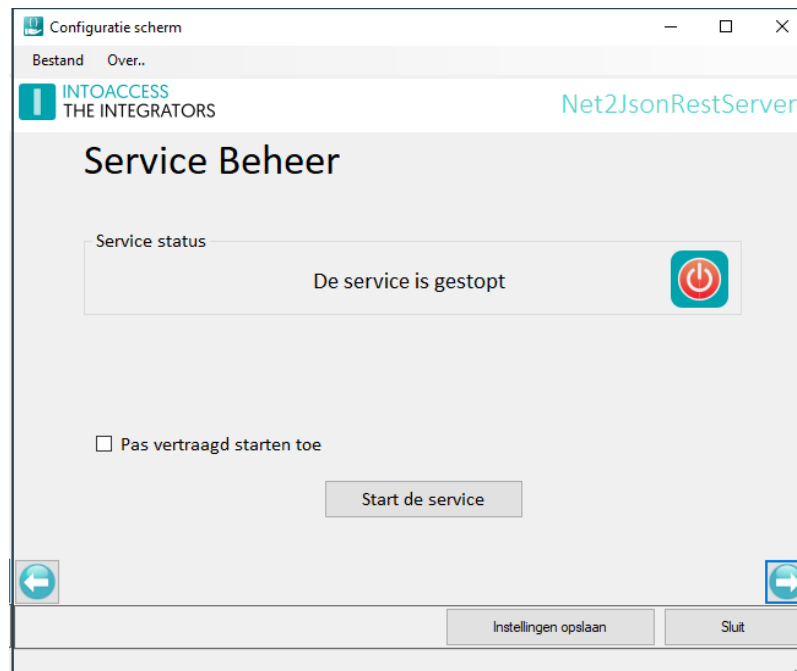 Configuratie scherm
Bestand Over..
INTOACCESS
THE INTEGRATORS
Net2JsonRestServer
Service Beheer
Service status
De service is gestopt
Pas vertraagd starten toe
Start de service
Instellingen opslaan Sluit